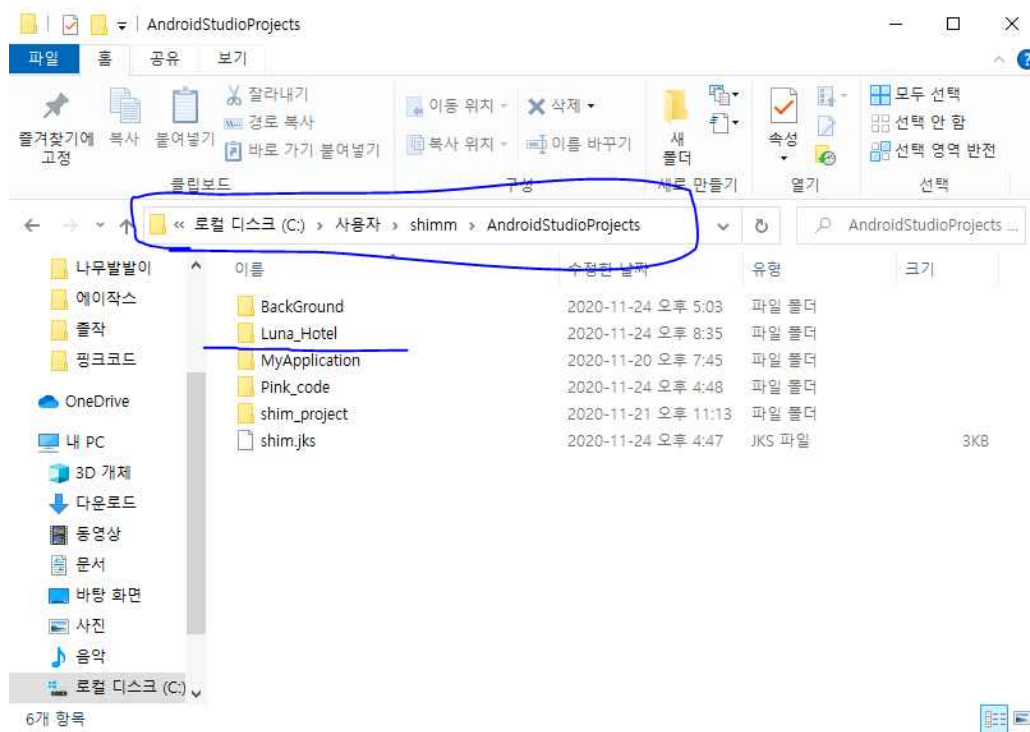 AndroidStudioProjects
파일 홈 공유 보기
즐겨찾기에 고정
복사
붙여넣기
잘라내기
경로 복사
바로 가기 붙여넣기
클립보드
이동 위치
복사 위치
삭제
이름 바꾸기
구성
새 폴더
새로 만들기
속성
열기
모두 선택
선택 안 함
선택 영역 반전
선택
« 로컬 디스크 (C:) › 사용자 › shimm › AndroidStudioProjects
AndroidStudioProjects ...
나무발발이
에이작스
졸작
핑크코드
OneDrive
내 PC
3D 개체
다운로드
동영상
문서
바탕 화면
사진
음악
로컬 디스크 (C:)
이름 수정한 날짜 유형 크기
BackGround 2020-11-24 오후 5:03 파일 폴더
Luna_Hotel 2020-11-24 오후 8:35 파일 폴더
MyApplication 2020-11-20 오후 7:45 파일 폴더
Pink_code 2020-11-24 오후 4:48 파일 폴더
shim_project 2020-11-21 오후 11:13 파일 폴더
shim.jks 2020-11-24 오후 4:47 JKS 파일 3KB
6개 항목